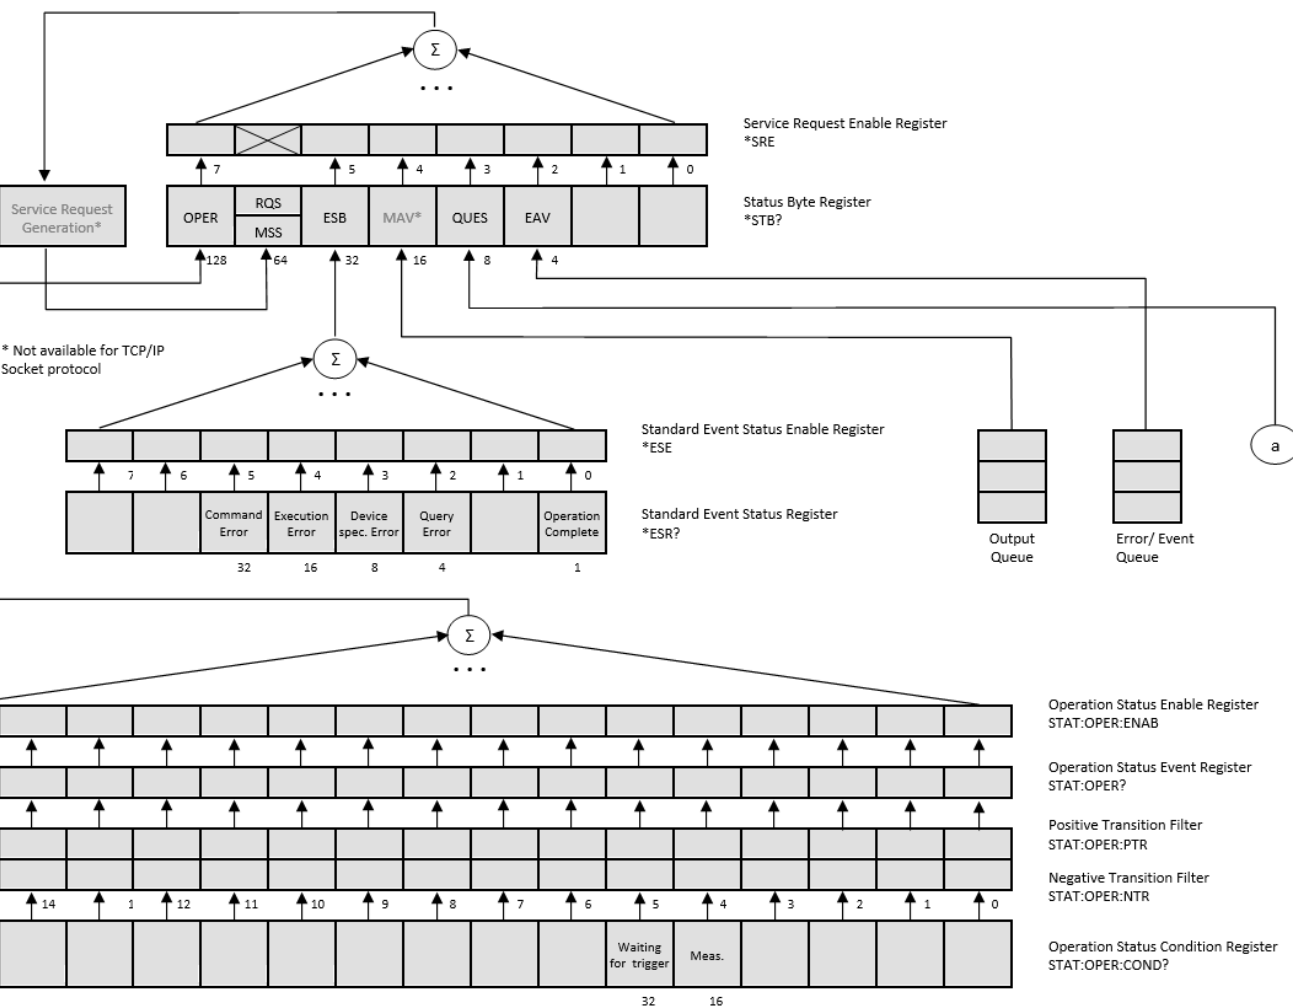 Σ
• • •
Service Request Enable Register
*SRE
7
5
4
3
2
1
0
Service Request
Generation*
OPER
RQS
MSS
ESB
MAV*
QUES
EAV
Status Byte Register
*STB?
128
64
32
16
8
4
* Not available for TCP/IP
Socket protocol
Σ
• • •
Standard Event Status Enable Register
*ESE
a
7
6
5
4
3
2
1
0
Command
Error
Execution
Error
Device
spec. Error
Query
Error
Operation
Complete
Standard Event Status Register
*ESR?
32
16
8
4
1
Output
Queue
Error/ Event
Queue
Σ
• • •
Operation Status Enable Register
STAT:OPER:ENAB
Operation Status Event Register
STAT:OPER?
Positive Transition Filter
STAT:OPER:PTR
Negative Transition Filter
STAT:OPER:NTR
14
1
12
11
10
9
8
7
6
5
4
3
2
1
0
Waiting
for trigger
Meas.
Operation Status Condition Register
STAT:OPER:COND?
32
16